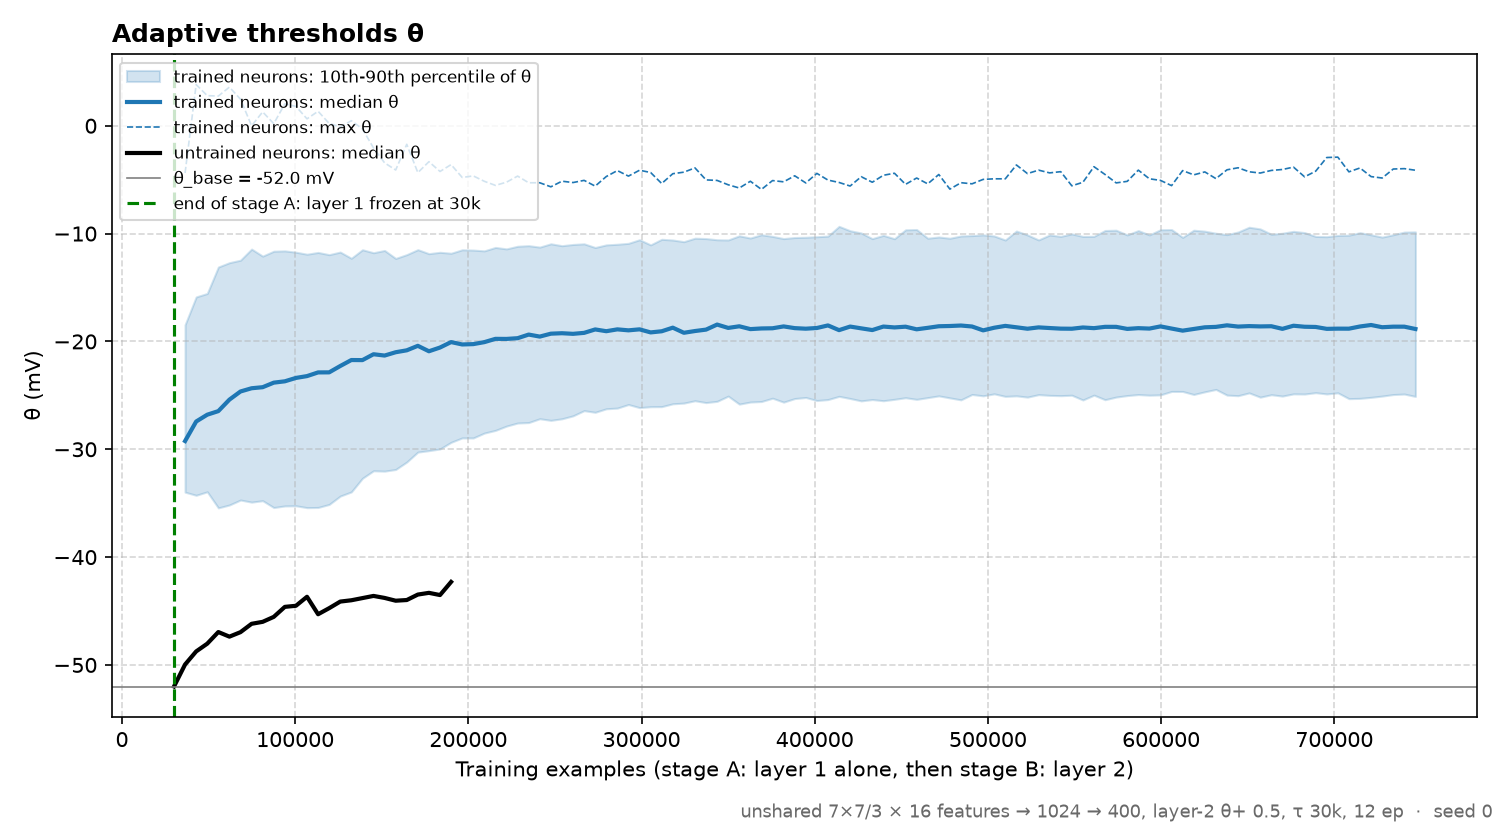 Adaptive thresholds θ
trained neurons: 10th-90th percentile of θ
trained neurons: median θ
trained neurons: max θ
untrained neurons: median θ
θ_base = -52.0 mV
end of stage A: layer 1 frozen at 30k
θ (mV)
0
−10
−20
−30
−40
−50
0 100000 200000 300000 400000 500000 600000 700000
Training examples (stage A: layer 1 alone, then stage B: layer 2)
unshared 7×7/3 × 16 features → 1024 → 400, layer-2 θ+ 0.5, τ 30k, 12 ep · seed 0